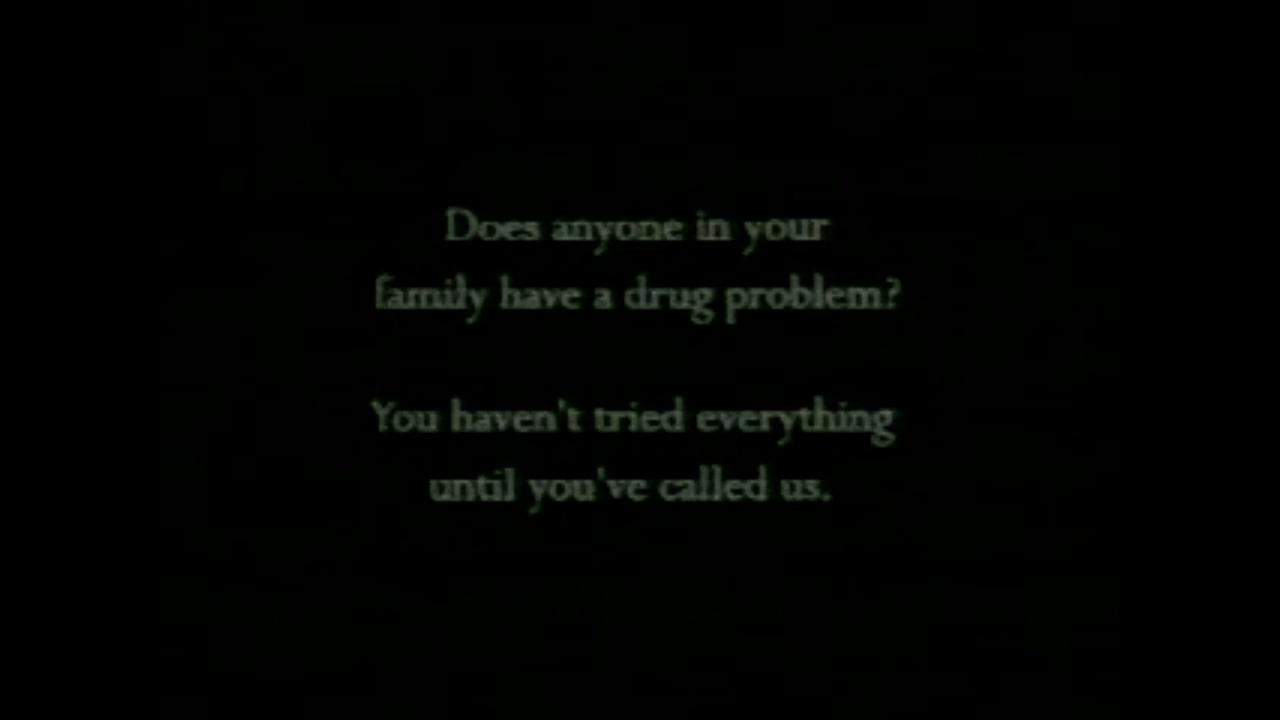 Does anyone in your
family have a drug problem?
You haven't tried everything
until you've called us.